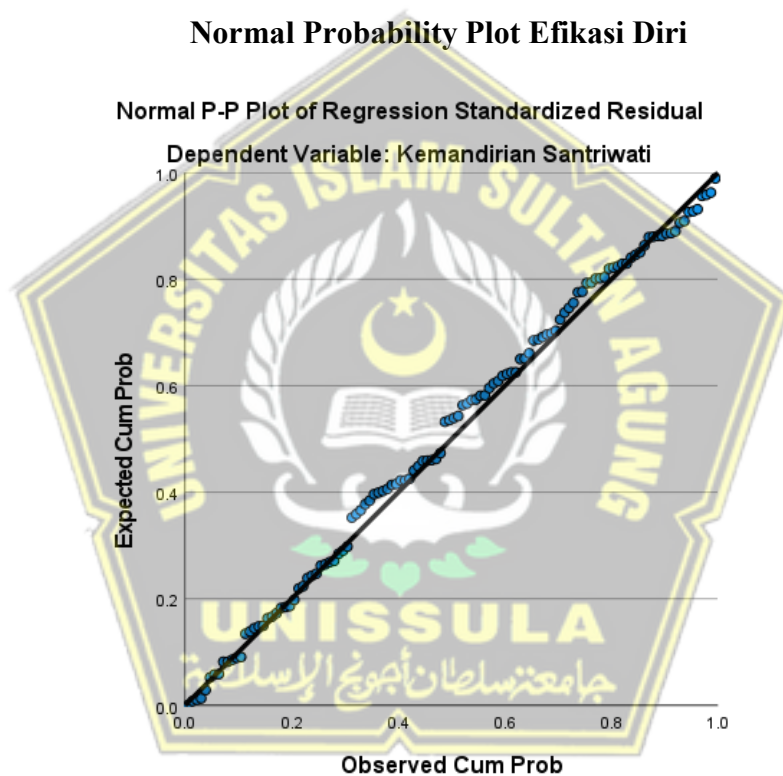 Normal Probability Plot Efikasi Diri
Normal P-P Plot of Regression Standardized Residual
Dependent Variable: Kemandirian Santriwati
1.0
0.8
0.6
0.4
0.2
0.0
Expected Cum Prob
0.0 0.2 0.4 0.6 0.8 1.0
Observed Cum Prob
UNIVERSITAS ISLAM SULTAN AGUNG
UNISSULA
جامعة سلطان أجونج الإسلامية